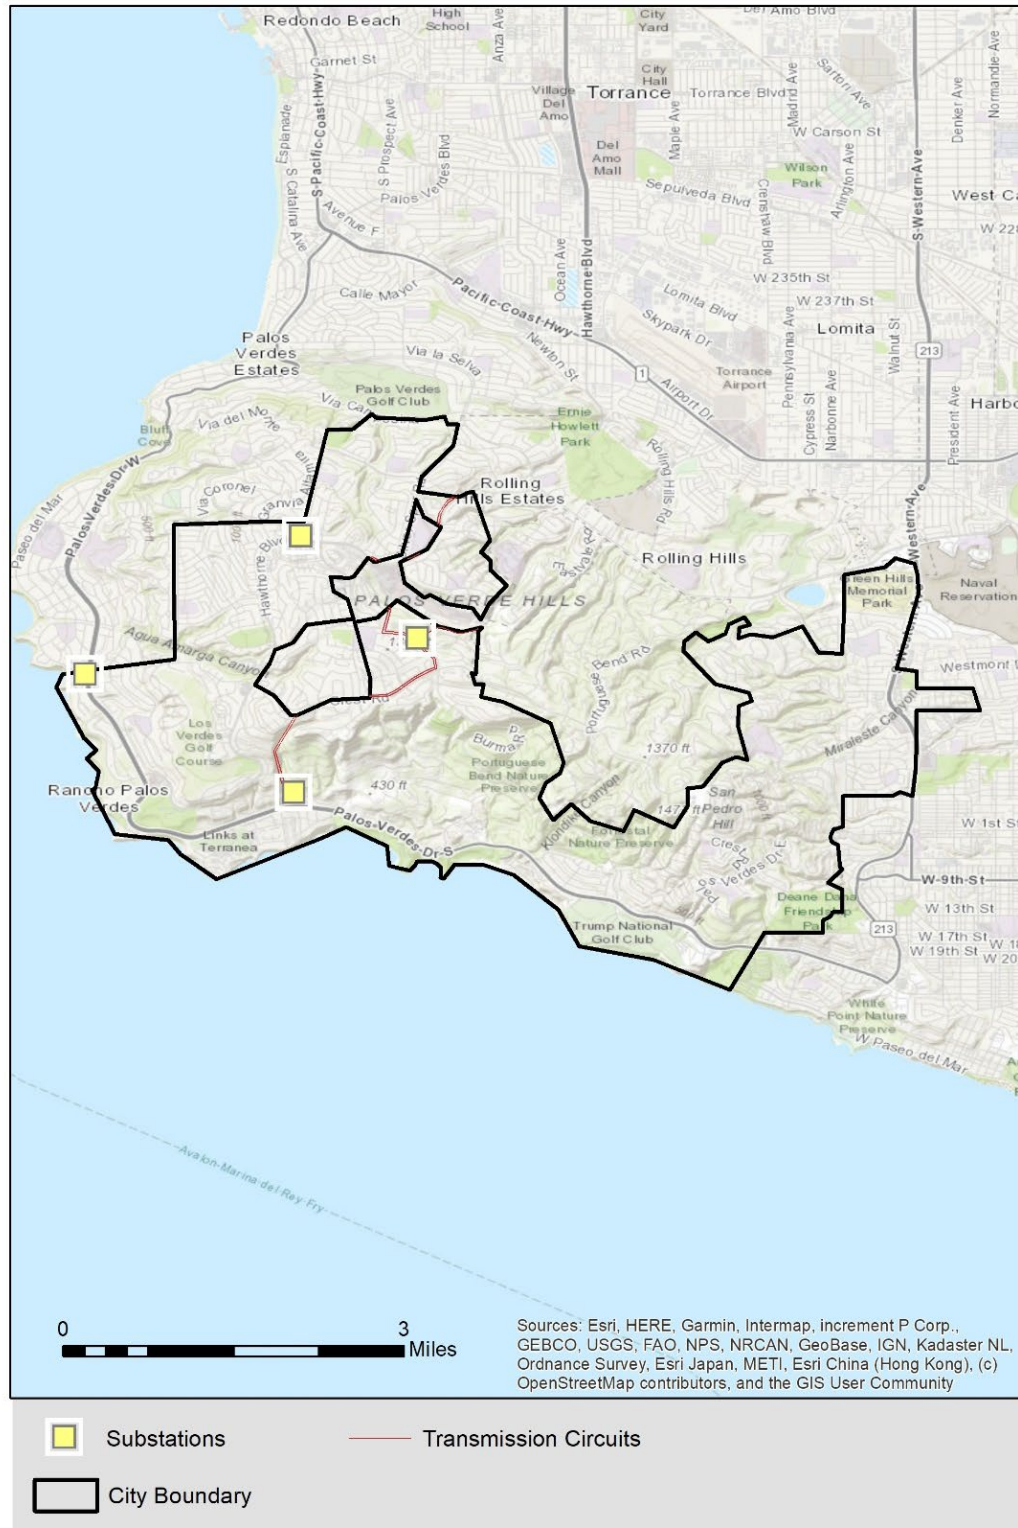 Redondo Beach
High
School
City
Yard
Del Amo Blvd
Garnet St
Anza Ave
City
Hall
Sartori Ave
Normandie Ave
Village
Del
Amo
Torrance
Torrance Blvd
Madrid Ave
Denker Ave
S-Pacific-Coast-Hwy
Esplanade
S Catalina Ave
S Prospect Ave
Palos Verdes Blvd
Maple Ave
W Carson St
Del
Amo
Mall
Wilson
Park
Arlington Ave
Sepulveda Blvd
Crenshaw Blvd
S-Western-Ave
West Ca
Avenue F
W 228
Ocean Ave
Hawthorne-Blvd
W 235th St
Calle Mayor
Pacific-Coast-Hwy
Lomita Blvd
W 237th St
Skypark Dr
Lomita
Pennsylvania Ave
Walnut St
Palos
Verdes
Estates
Via la Selva
Newton St
213
Torrance
Airport
1
Airport Dr
Palos Verdes
Golf Club
Cypress St
Narbonne Ave
President Ave
Harbo
Via del Monte
Bluff
Cove
Ernie
Howlett
Park
Rolling
Hills Rd
Paseo del Mar
Palos-Verdes-Dr-W
Via Coronel
Rolling
Hills Estates
Western-Ave
Hawthorne Blvd
Rolling Hills
Green Hills
Memorial
Park
Naval
Reservation
PALOS VERDE HILLS
Agua Amarga Canyon
Portuguese
Bend Rd
Westmont
Crest Rd
Miraleste Canyon
Los
Verdes
Golf
Course
Burma Rd
1370 ft
Portuguese
Bend Nature
Preserve
Rancho Palos
Verdes
430 ft
Klondike Canyon
San
Pedro
Hill
Links at
Terranea
Palos-Verdes-Dr-S
Forrestal
Nature Preserve
W 1st S
W-9th-St
Deane Dana
Friendship
Park
W 13th St
Trump National
Golf Club
213
W 17th St
W 18
W 19th St
W 20
White
Point Nature
Preserve
W Paseo del Mar
Avalon-Marina del Rey Fry
0
3
Miles
Sources: Esri, HERE, Garmin, Intermap, increment P Corp.,
GEBCO, USGS, FAO, NPS, NRCAN, GeoBase, IGN, Kadaster NL,
Ordnance Survey, Esri Japan, METI, Esri China (Hong Kong), (c)
OpenStreetMap contributors, and the GIS User Community
Substations
Transmission Circuits
City Boundary